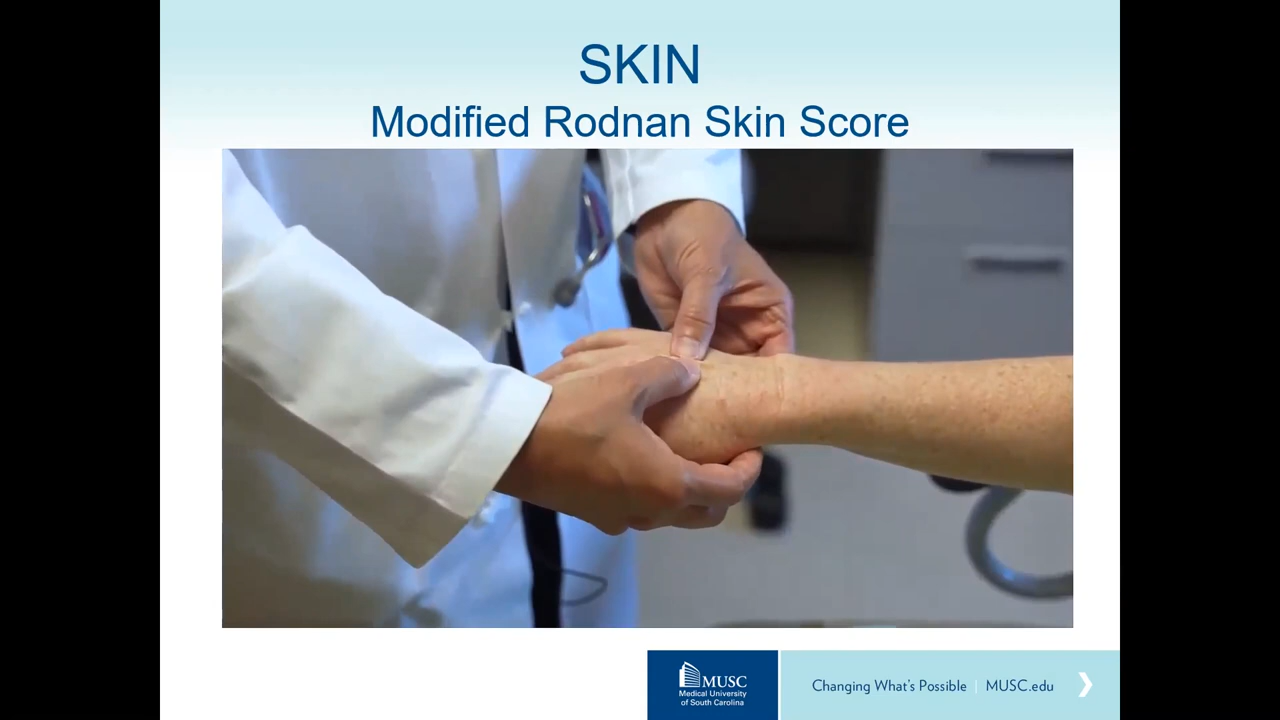 SKIN
Modified Rodnan Skin Score
MUSC
Medical University
of South Carolina
Changing What's Possible | MUSC.edu